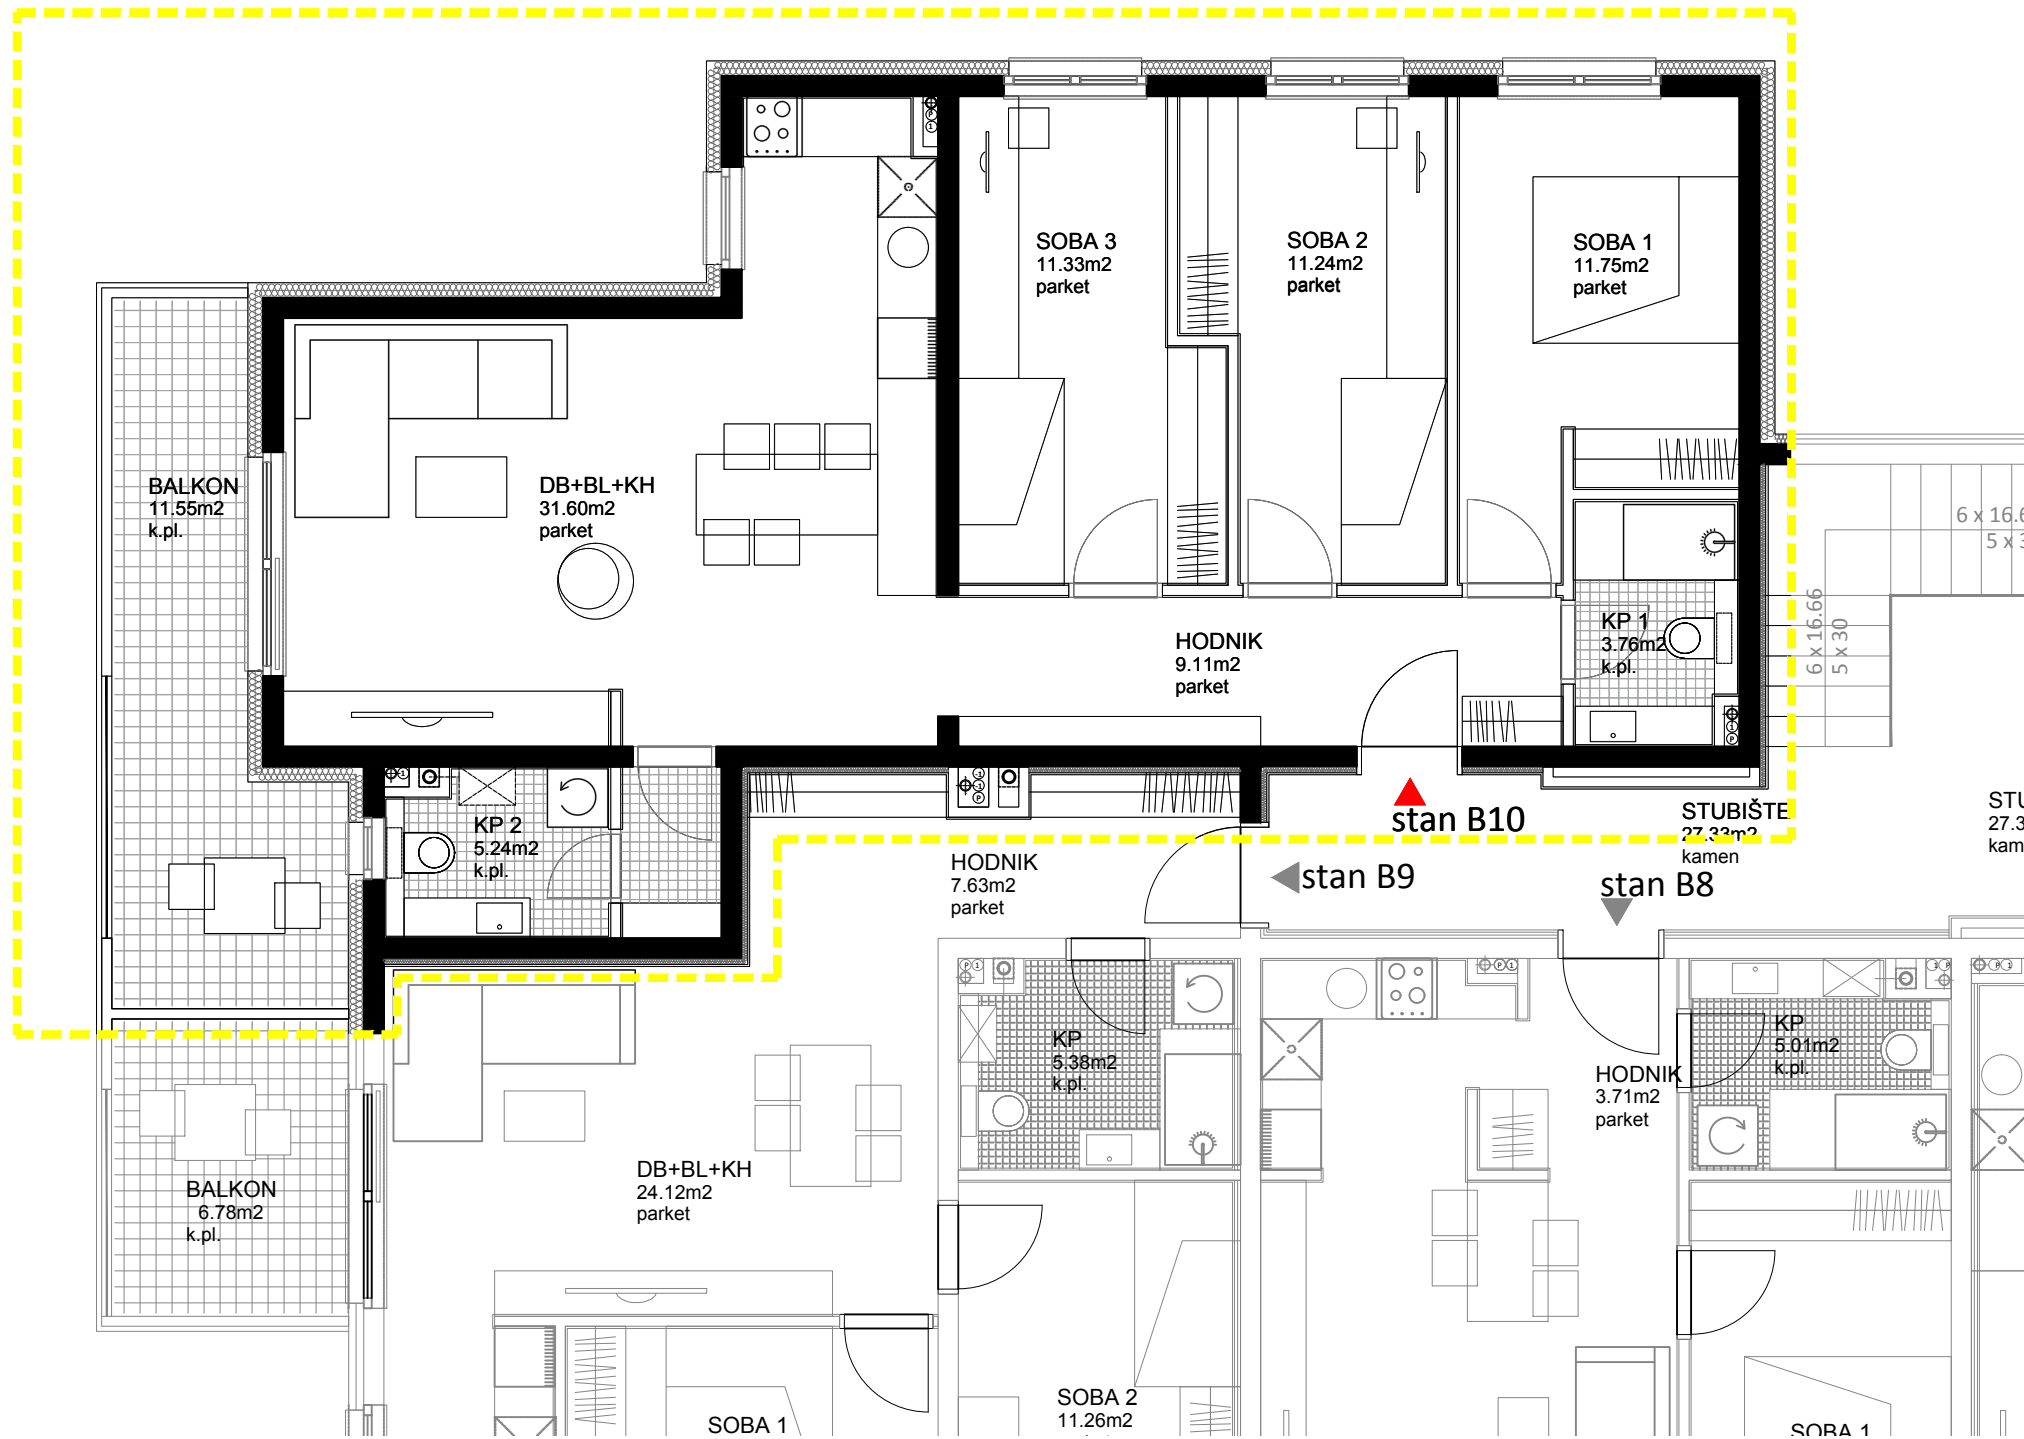 SOBA 3
11.33m2
parket
SOBA 2
11.24m2
parket
SOBA 1
11.75m2
parket
BALKON
11.55m2
k.pl.
DB+BL+KH
31.60m2
parket
HODNIK
9.11m2
parket
KP 1
3.76m2
k.pl.
6 x 16.66
5 x 30
6 x 16.6
5 x 3
KP 2
5.24m2
k.pl.
stan B10
STUBIŠTE
27.33m2
kamen
STU
27.3
kam
HODNIK
7.63m2
parket
stan B9
stan B8
KP
5.38m2
k.pl.
KP
5.01m2
k.pl.
HODNIK
3.71m2
parket
BALKON
6.78m2
k.pl.
DB+BL+KH
24.12m2
parket
SOBA 1
SOBA 2
11.26m2
SOBA 1